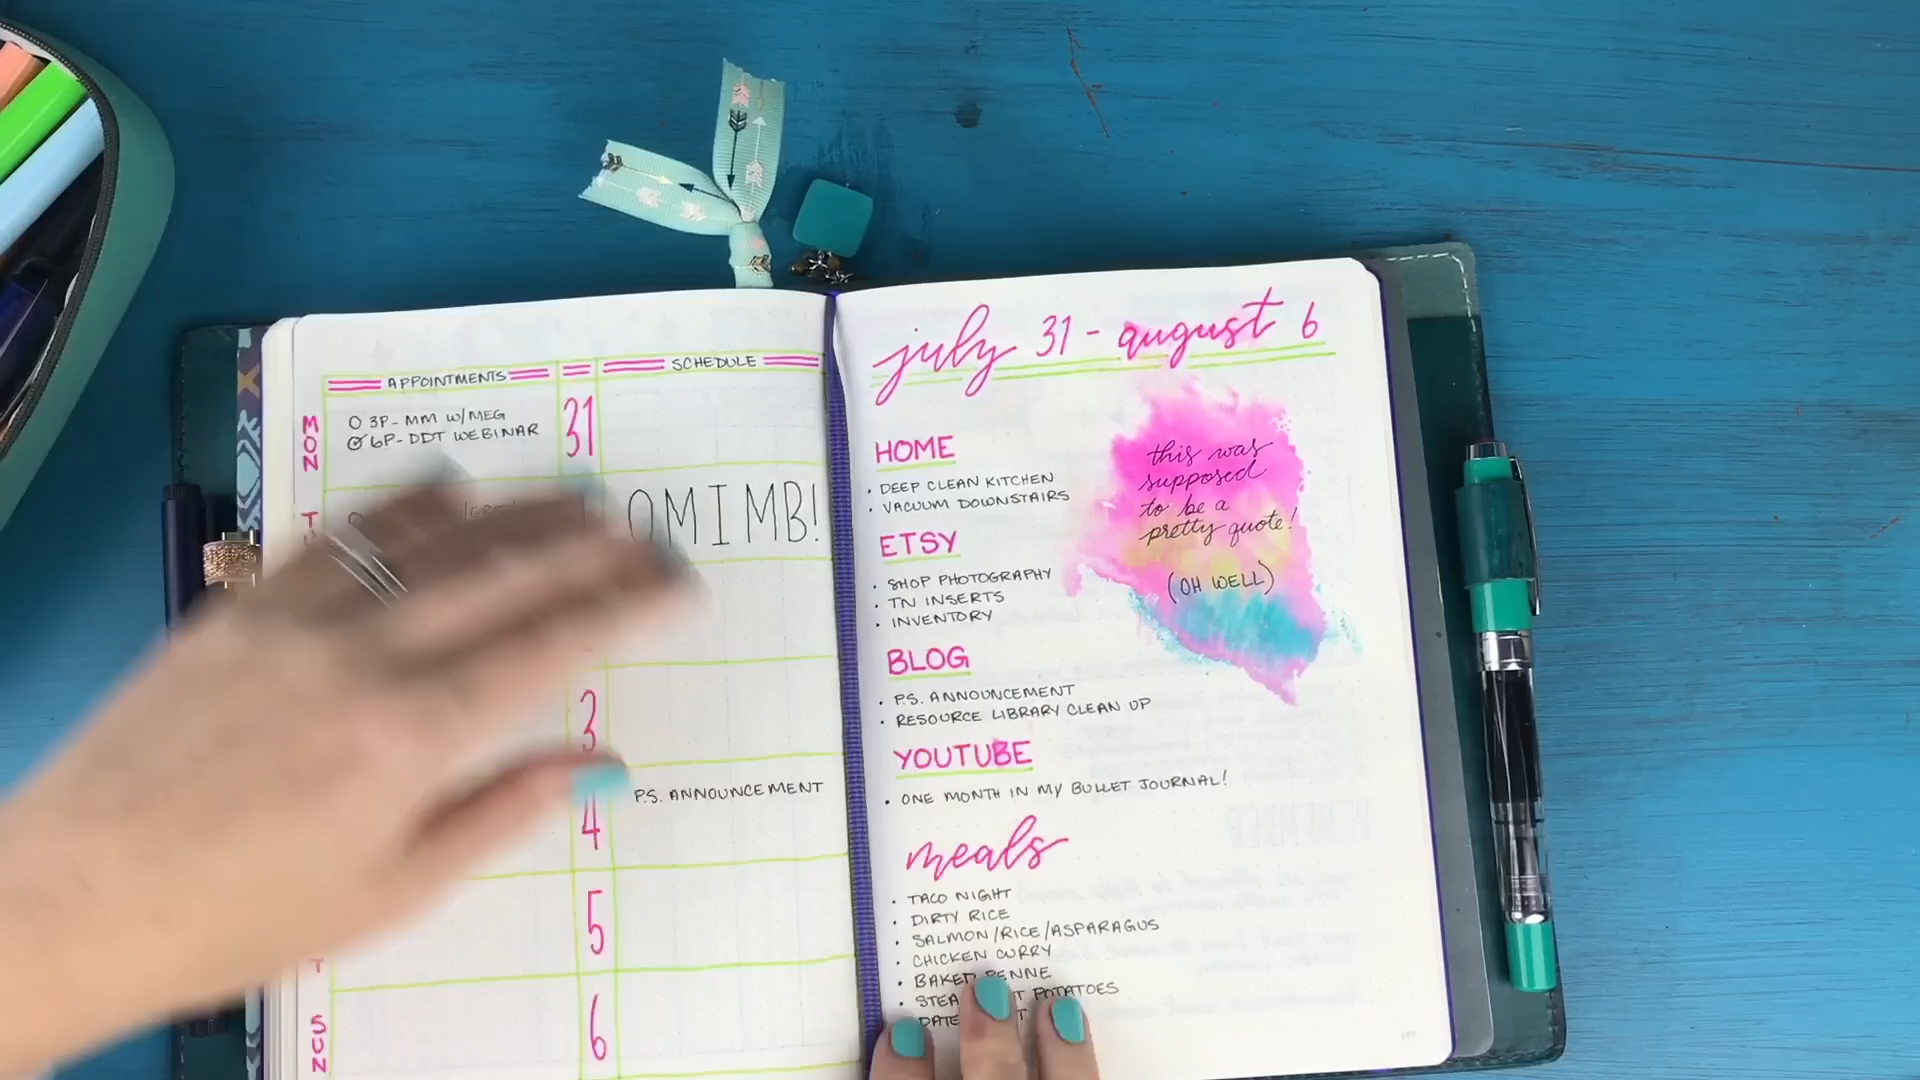 APPOINTMENTS
SCHEDULE
MON
O 3P- MM W/MEG
O 6P- DDT WEBINAR
31
T
OMIMB!
3
4
P.S. ANNOUNCEMENT
5
T
SUN
6
july 31 - august 6
HOME
• DEEP CLEAN KITCHEN
• VACUUM DOWNSTAIRS
this was
supposed
to be a
pretty quote!
(OH WELL)
ETSY
• SHOP PHOTOGRAPHY
• TN INSERTS
• INVENTORY
BLOG
• P.S. ANNOUNCEMENT
• RESOURCE LIBRARY CLEAN UP
YOUTUBE
• ONE MONTH IN MY BULLET JOURNAL!
meals
• TACO NIGHT
• DIRTY RICE
• SALMON/RICE/ASPARAGUS
• CHICKEN CURRY
• BAKED PENNE
• POTATOES
DATE